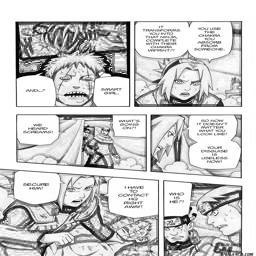 YOU USE
THE
CHAKRA
YOU
ABSORB
FROM
SOMEONE.
IT
TRANSFORMS
YOU INTO
THAT NINJA,
COMPLETE
WITH THEIR
CHAKRA
IMPRINT?!
SMART
GIRL.
AND...?
SO NOW
IT DOESN'T
MATTER
WHAT YOU
LOOK LIKE!
YOUR
DISGUISE
IS
USELESS
NOW!
WHAT'S
GOING
ON?!
WE
HEARD
SCREAMS!
WHO
IS
HE?!
I HAVE
TO
CONTACT
HQ
RIGHT
AWAY!
SECURE
HIM!